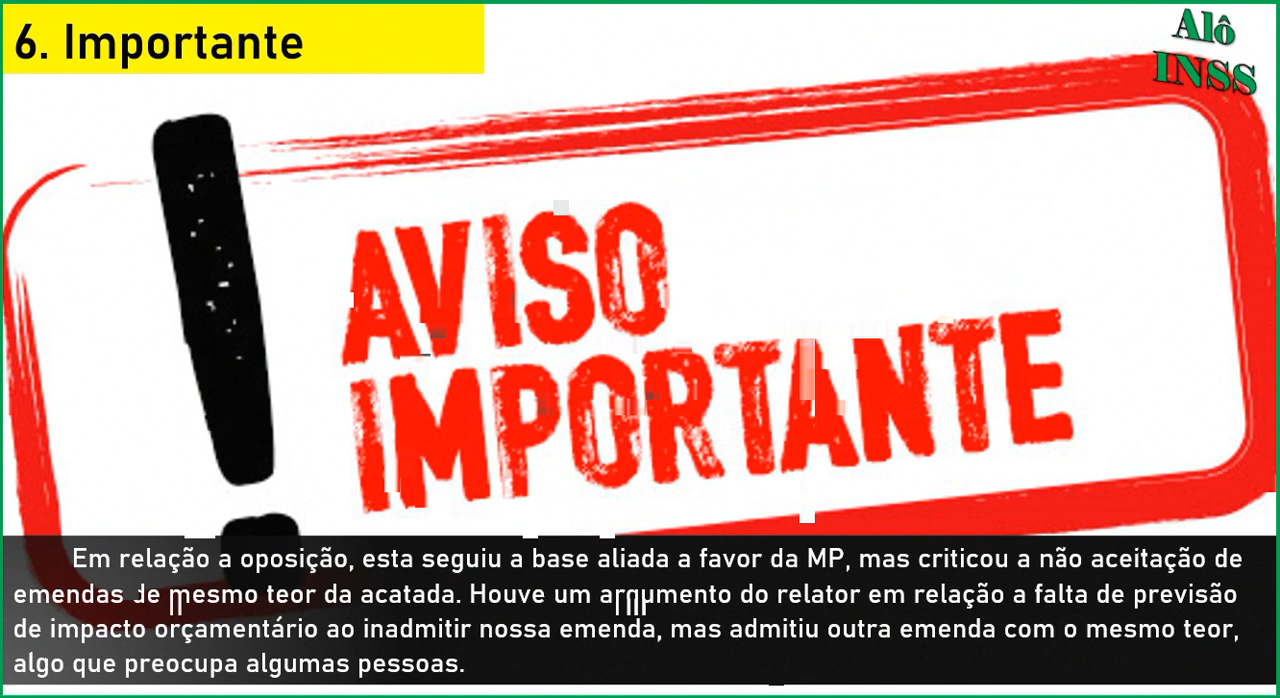 6. Importante
Alô
INSS
AVISO
IMPORTANTE
Em relação a oposição, esta seguiu a base aliada a favor da MP, mas criticou a não aceitação de
emendas de mesmo teor da acatada. Houve um argumento do relator em relação a falta de previsão
de impacto orçamentário ao inadmitir nossa emenda, mas admitiu outra emenda com o mesmo teor,
algo que preocupa algumas pessoas.